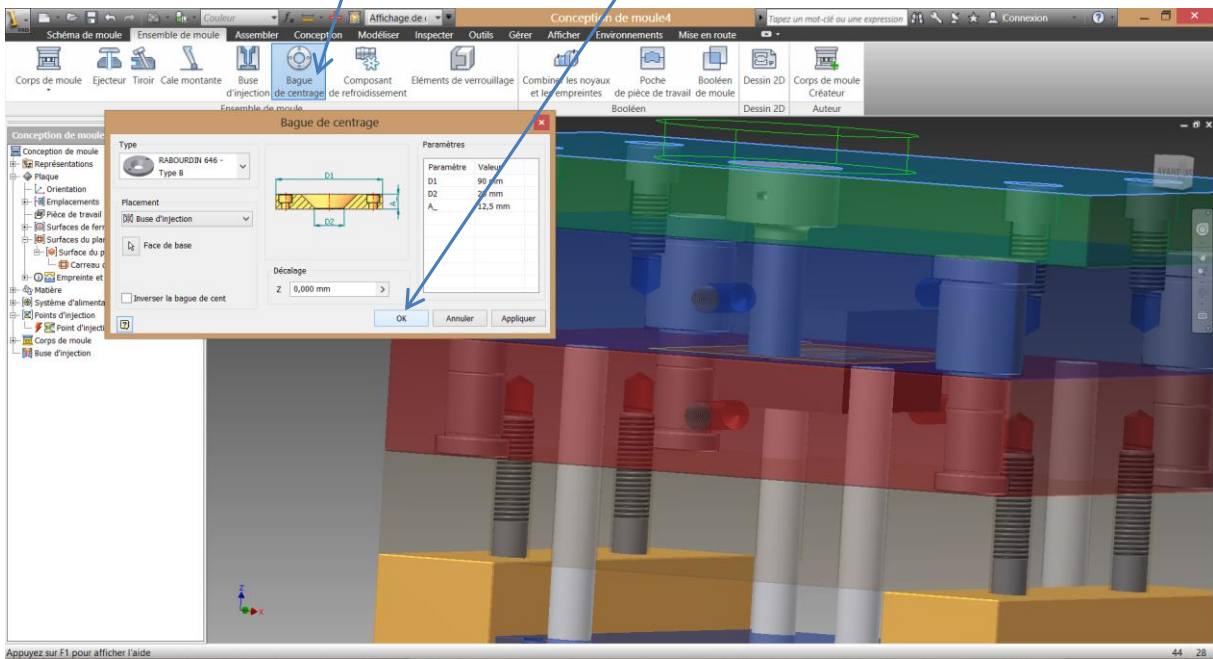 PRO
Couleur
Affichage de
Conception de moule4
Tapez un mot-clé ou une expression
Connexion
Schéma de moule Ensemble de moule Assembler Conception Modéliser Inspecter Outils Gérer Afficher Environnements Mise en route
Corps de moule Ejecteur Tiroir Cale montante Buse d'injection Bague de centrage Composant de refroidissement Eléments de verrouillage Combiner les noyaux et les empreintes Poche de pièce de travail Booléen de moule Dessin 2D Corps de moule Créateur
Ensemble de moule Booléen Dessin 2D Auteur
Conception de moule
Conception de moule
Représentations
Plaque
Orientation
Emplacements
Pièce de travail
Surfaces de ferr
Surfaces du plan
Surface du p
Carreau
Empreinte et
Matière
Système d'alimenta
Points d'injection
Point d'injecti
Corps de moule
Buse d'injection
Bague de centrage
Type
RABOURDIN 646 -
Type B
Placement
Buse d'injection
Face de base
Inverser la bague de cent
D1
D2
A_
Décalage
Z 0,000 mm >
Paramètres
Paramètre Valeur
D1 90 mm
D2 mm
A_ 12,5 mm
OK Annuler Appliquer
AVANT
Z
X
Appuyez sur F1 pour afficher l'aide
44 28